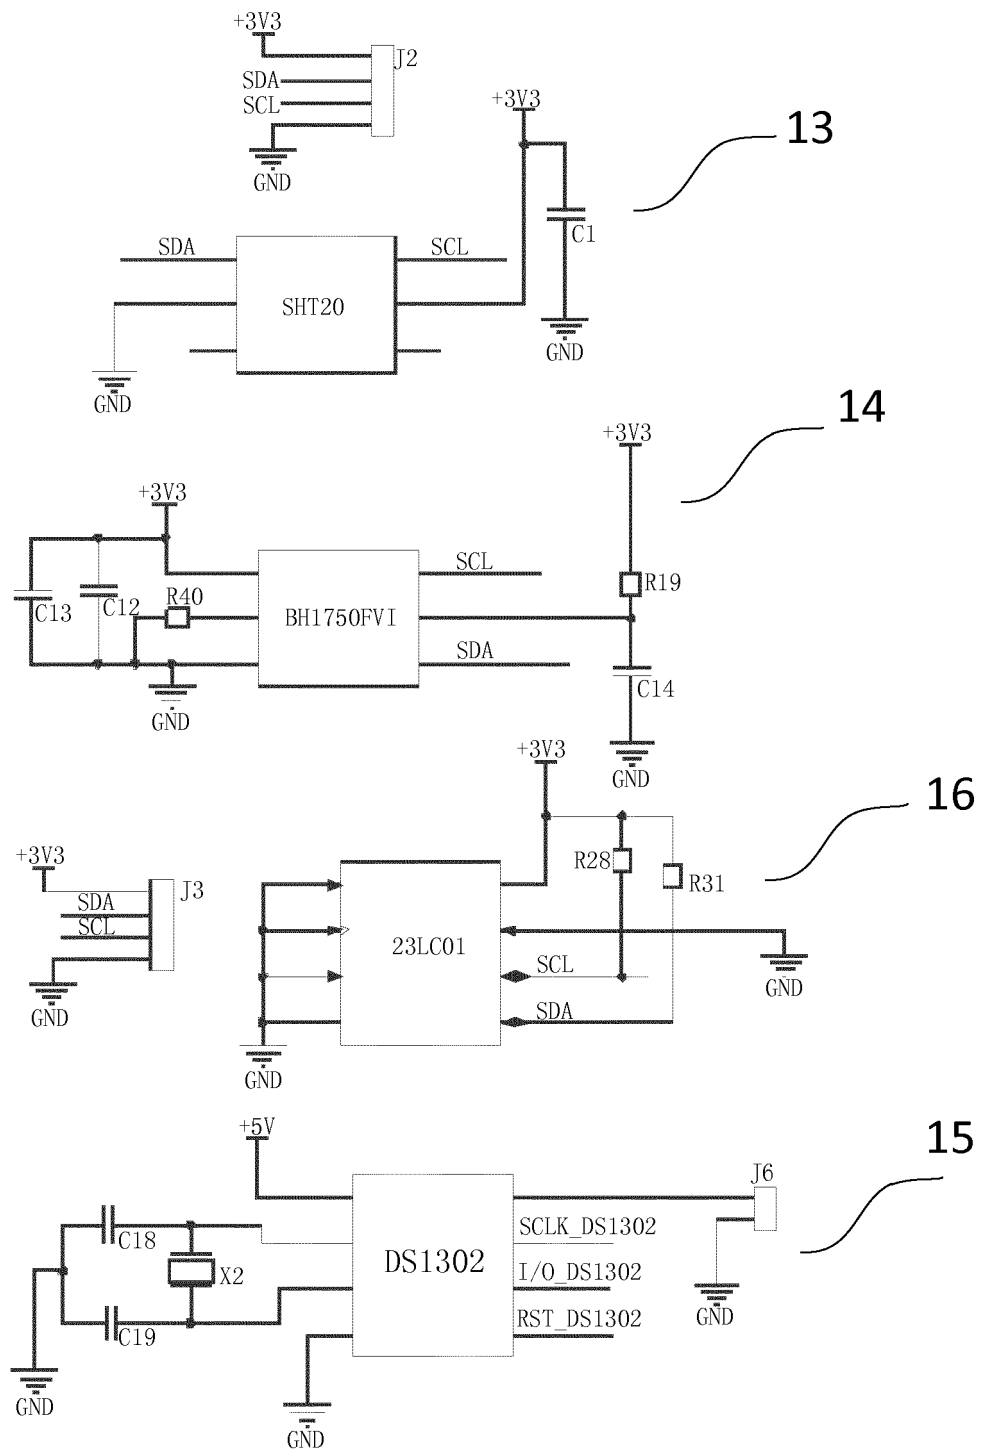 +3V3
J2
SDA
SCL
GND
+3V3
13
C1
SDA
SCL
SHT20
GND
GND
14
+3V3
+3V3
SCL
R19
C13
C12
R40
BH1750FVI
SDA
C14
GND
GND
+3V3
16
+3V3
J3
SDA
SCL
GND
R28
R31
23LC01
SCL
SDA
GND
GND
+5V
15
J6
C18
X2
C19
DS1302
SCLK_DS1302
I/O_DS1302
RST_DS1302
GND
GND
GND